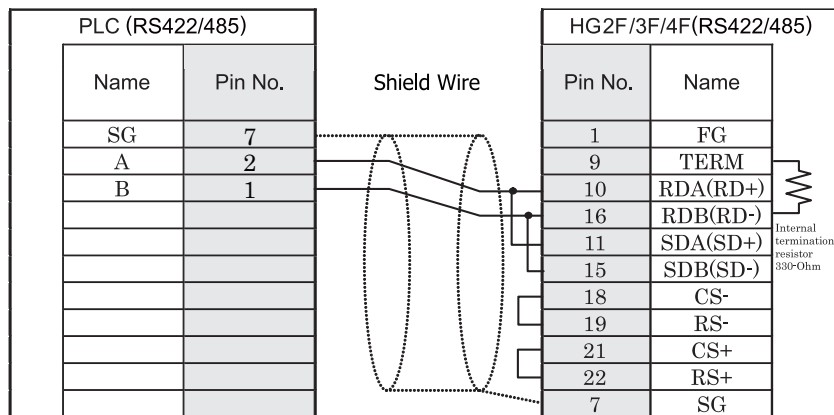 PLC (RS422/485)
HG2F/3F/4F(RS422/485)
Name Pin No. Shield Wire Pin No. Name
SG 7 1 FG
A 2 9 TERM
B 1 10 RDA(RD+)
16 RDB(RD-)
11 SDA(SD+)
15 SDB(SD-)
18 CS-
19 RS-
21 CS+
22 RS+
7 SG
Internal
termination
resistor
330-Ohm